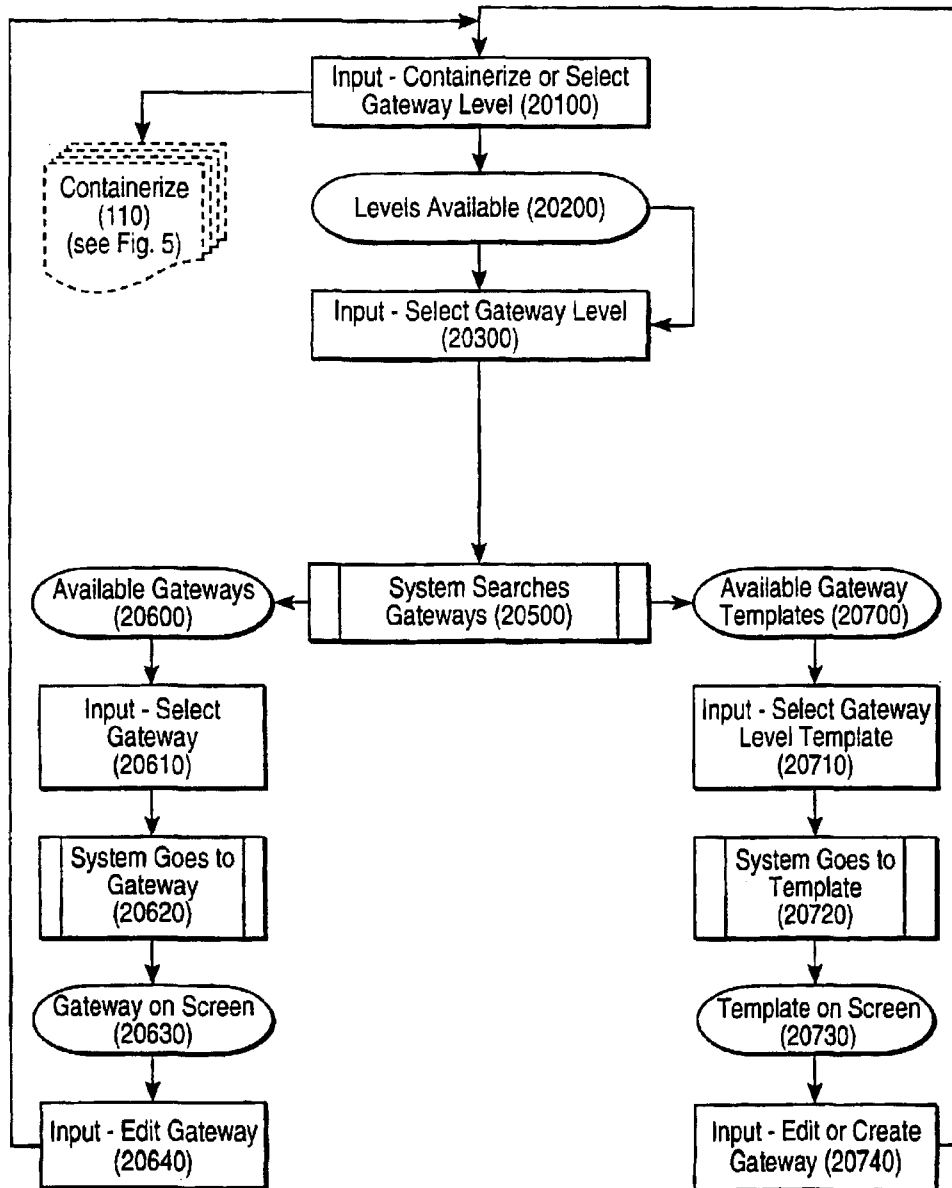 Input - Containerize or Select
Gateway Level (20100)
Containerize
(110)
(see Fig. 5)
Levels Available (20200)
Input - Select Gateway Level
(20300)
System Searches
Gateways (20500)
Available Gateways
(20600)
Input - Select
Gateway
(20610)
System Goes to
Gateway
(20620)
Gateway on Screen
(20630)
Input - Edit Gateway
(20640)
Available Gateway
Templates (20700)
Input - Select Gateway
Level Template
(20710)
System Goes to
Template
(20720)
Template on Screen
(20730)
Input - Edit or Create
Gateway (20740)